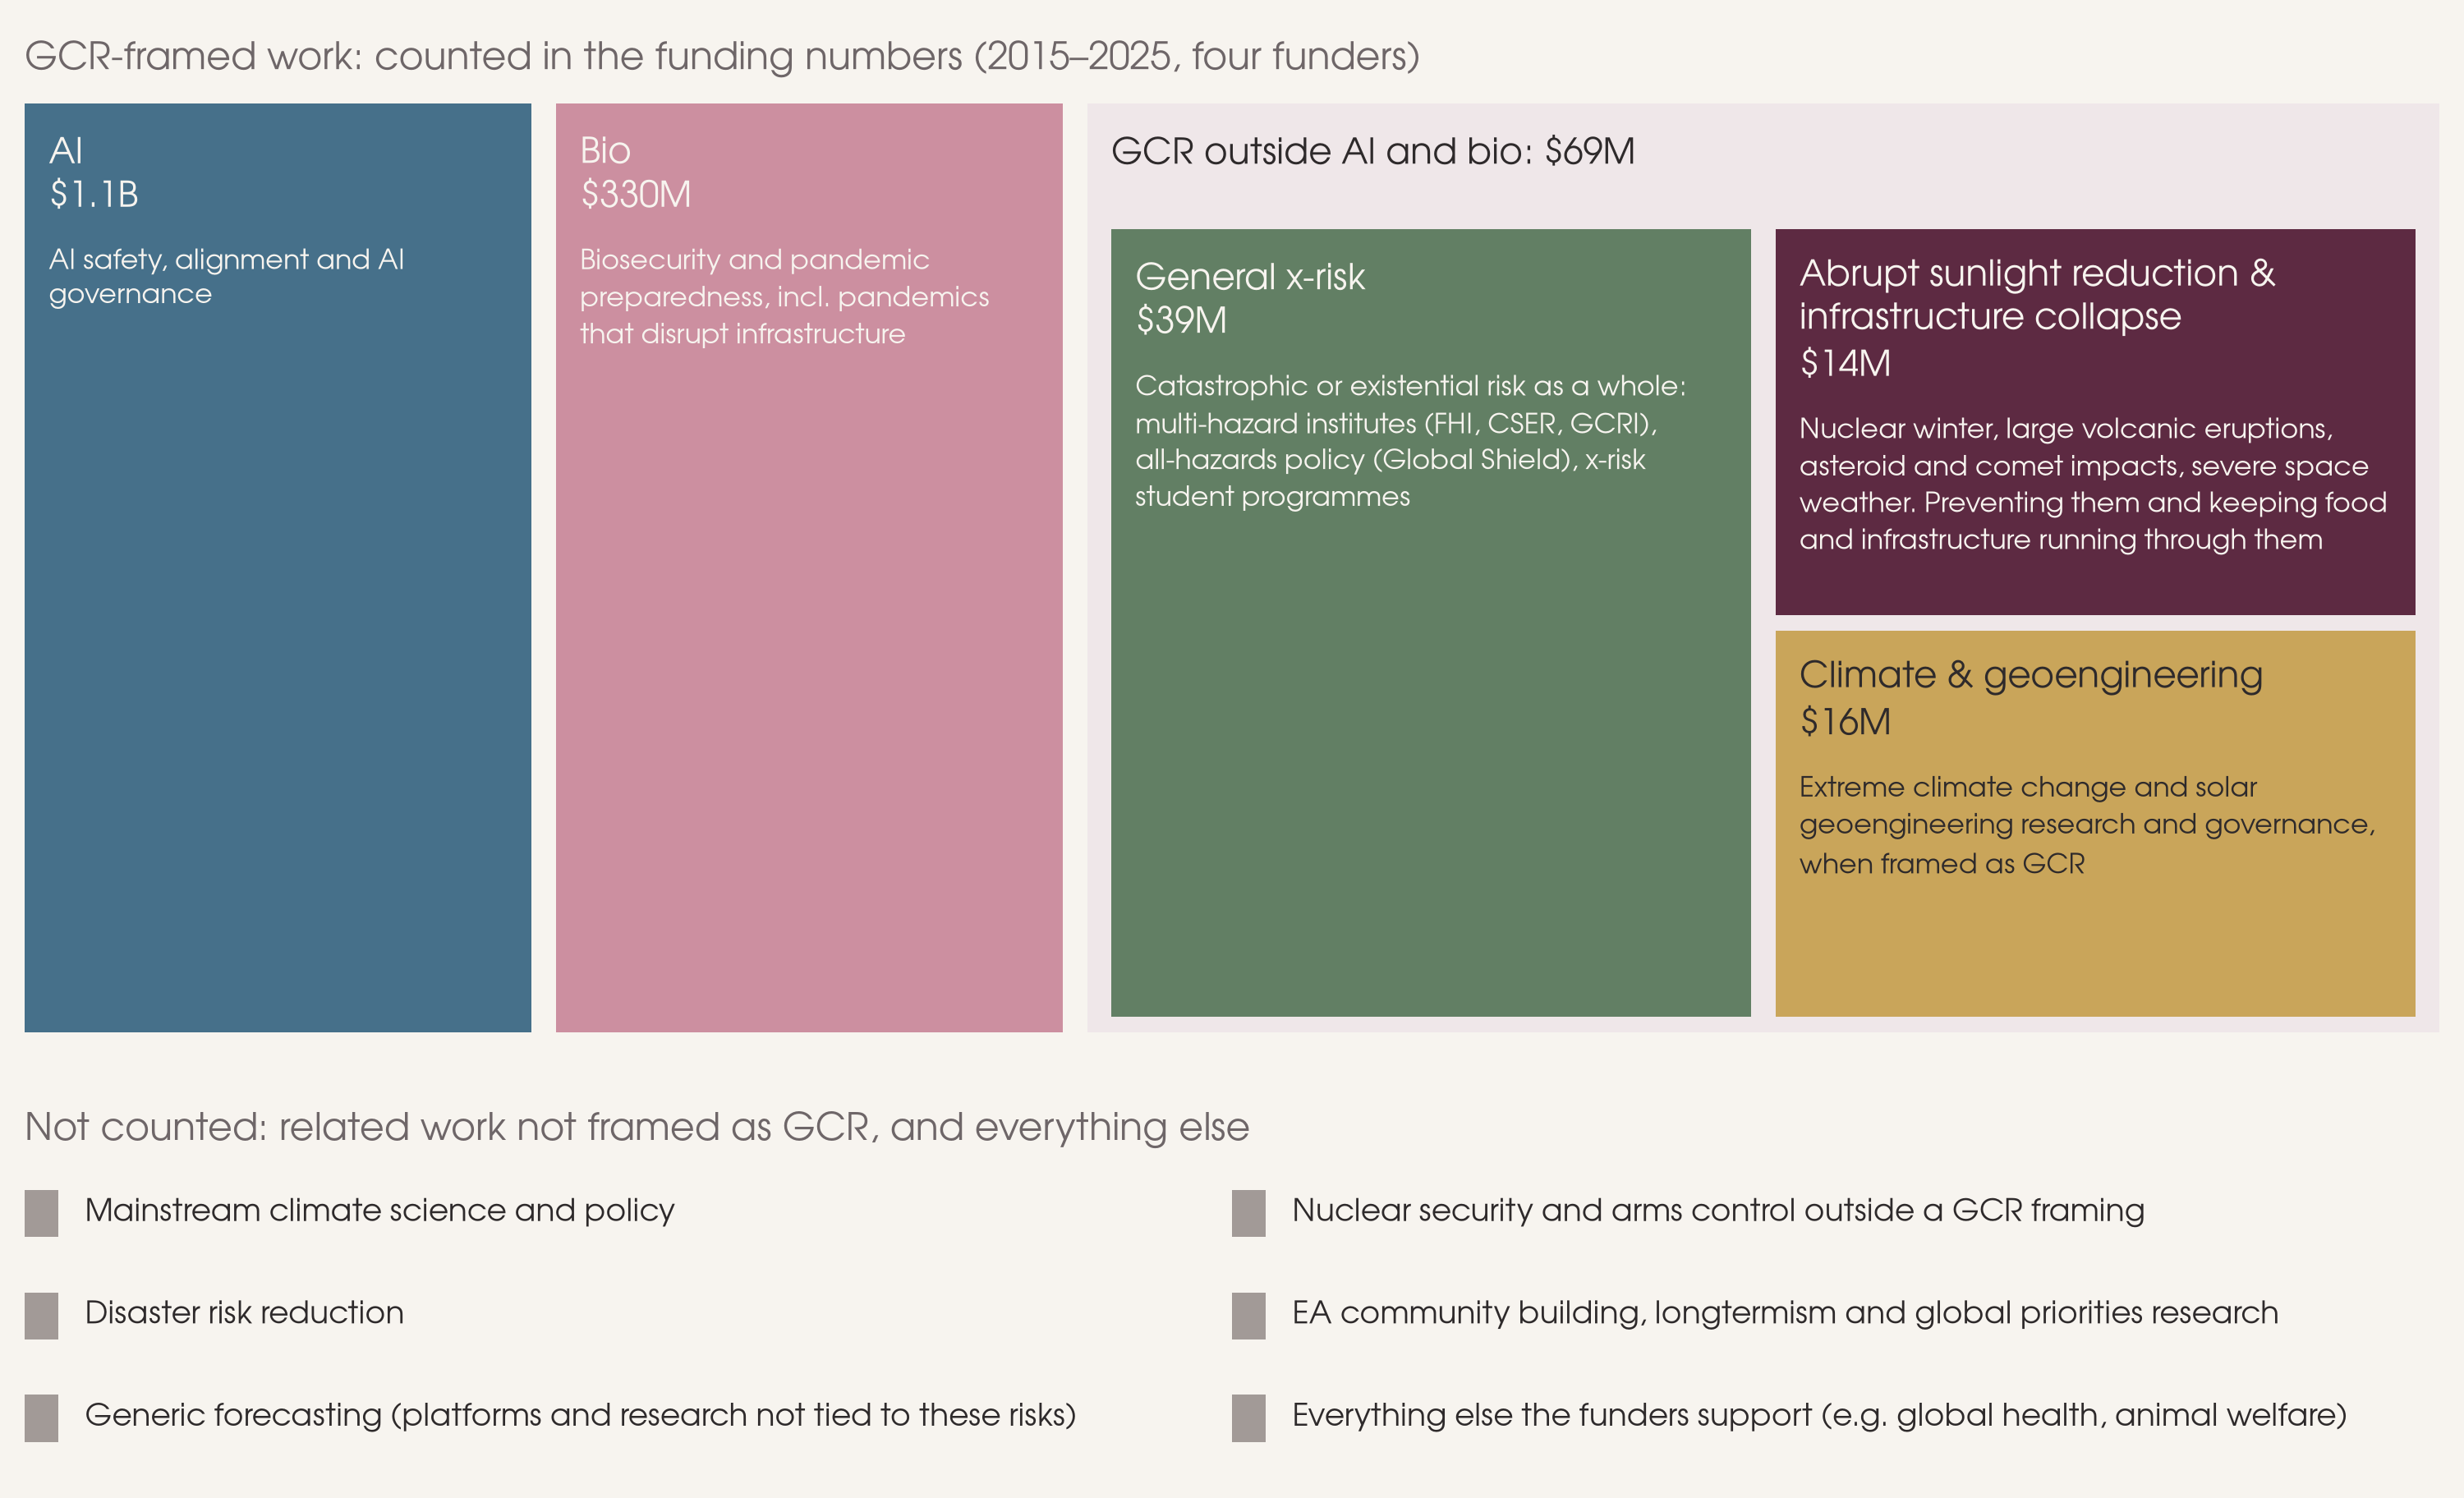 GCR-framed work: counted in the funding numbers (2015–2025, four funders)
AI
$1.1B
AI safety, alignment and AI
governance
Bio
$330M
Biosecurity and pandemic
preparedness, incl. pandemics
that disrupt infrastructure
GCR outside AI and bio: $69M
General x-risk
$39M
Catastrophic or existential risk as a whole:
multi-hazard institutes (FHI, CSER, GCRI),
all-hazards policy (Global Shield), x-risk
student programmes
Abrupt sunlight reduction &
infrastructure collapse
$14M
Nuclear winter, large volcanic eruptions,
asteroid and comet impacts, severe space
weather. Preventing them and keeping food
and infrastructure running through them
Climate & geoengineering
$16M
Extreme climate change and solar
geoengineering research and governance,
when framed as GCR
Not counted: related work not framed as GCR, and everything else
Mainstream climate science and policy
Nuclear security and arms control outside a GCR framing
Disaster risk reduction
EA community building, longtermism and global priorities research
Generic forecasting (platforms and research not tied to these risks)
Everything else the funders support (e.g. global health, animal welfare)